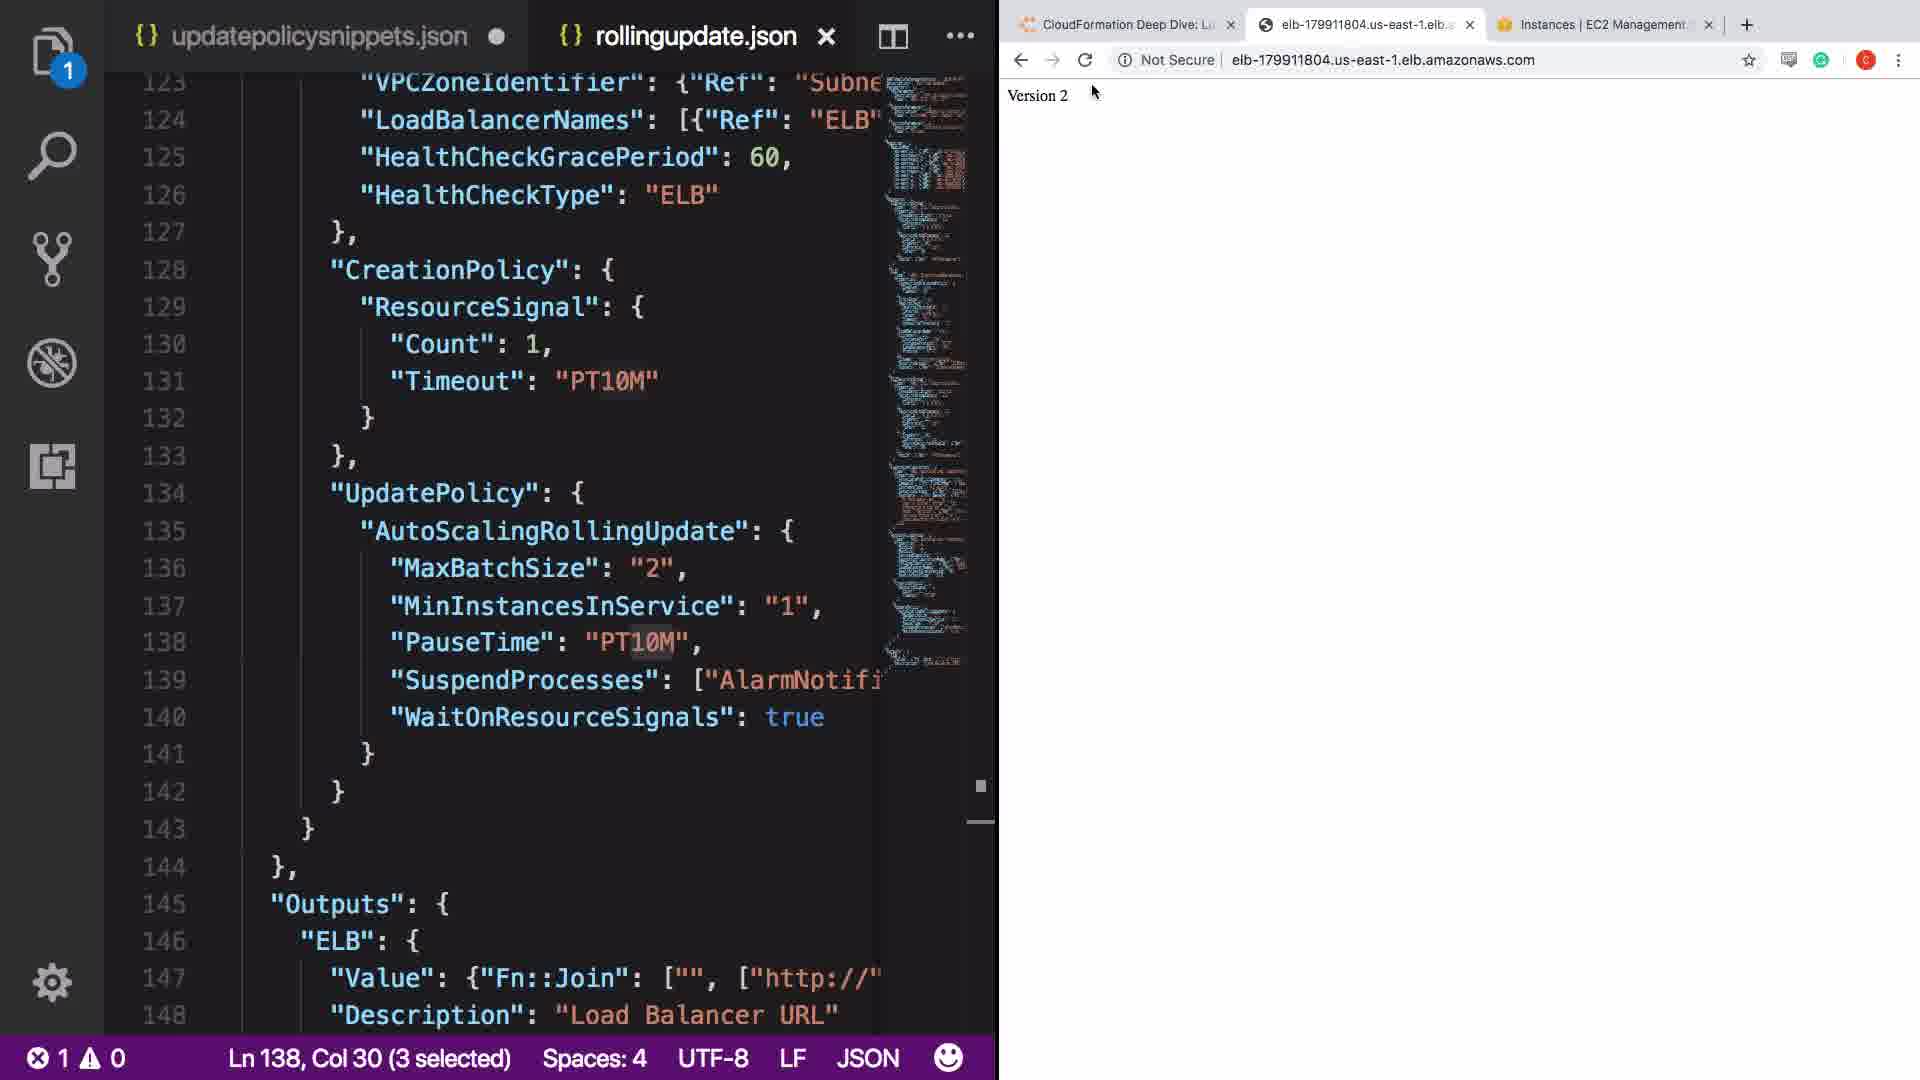 {} updatepolicysnippets.json
{} rollingupdate.json
1
123 "VPCZoneIdentifier": {"Ref": "Subne
124 "LoadBalancerNames": [{"Ref": "ELB"
125 "HealthCheckGracePeriod": 60,
126 "HealthCheckType": "ELB"
127 },
128 "CreationPolicy": {
129 "ResourceSignal": {
130 "Count": 1,
131 "Timeout": "PT10M"
132 }
133 },
134 "UpdatePolicy": {
135 "AutoScalingRollingUpdate": {
136 "MaxBatchSize": "2",
137 "MinInstancesInService": "1",
138 "PauseTime": "PT10M",
139 "SuspendProcesses": ["AlarmNotifi
140 "WaitOnResourceSignals": true
141 }
142 }
143 }
144 },
145 "Outputs": {
146 "ELB": {
147 "Value": {"Fn::Join": ["", ["http://"
148 "Description": "Load Balancer URL"
1 0 Ln 138, Col 30 (3 selected) Spaces: 4 UTF-8 LF JSON
CloudFormation Deep Dive: L
elb-179911804.us-east-1.elb.a
Instances | EC2 Management
Not Secure | elb-179911804.us-east-1.elb.amazonaws.com
C
Version 2